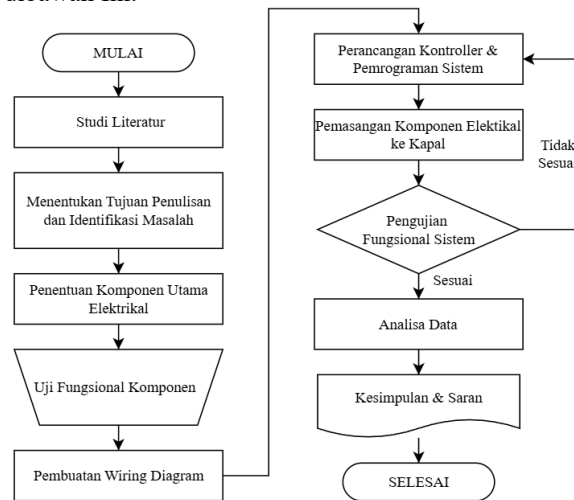 MULAI
Studi Literatur
Menentukan Tujuan Penulisan
dan Identifikasi Masalah
Penentuan Komponen Utama
Elektrikal
Uji Fungsional Komponen
Pembuatan Wiring Diagram
Perancangan Kontroller &
Pemrograman Sistem
Pemasangan Komponen Elektikal
ke Kapal
Tidak
Sesua
Pengujian
Fungsional Sistem
Sesuai
Analisa Data
Kesimpulan & Saran
SELESAI